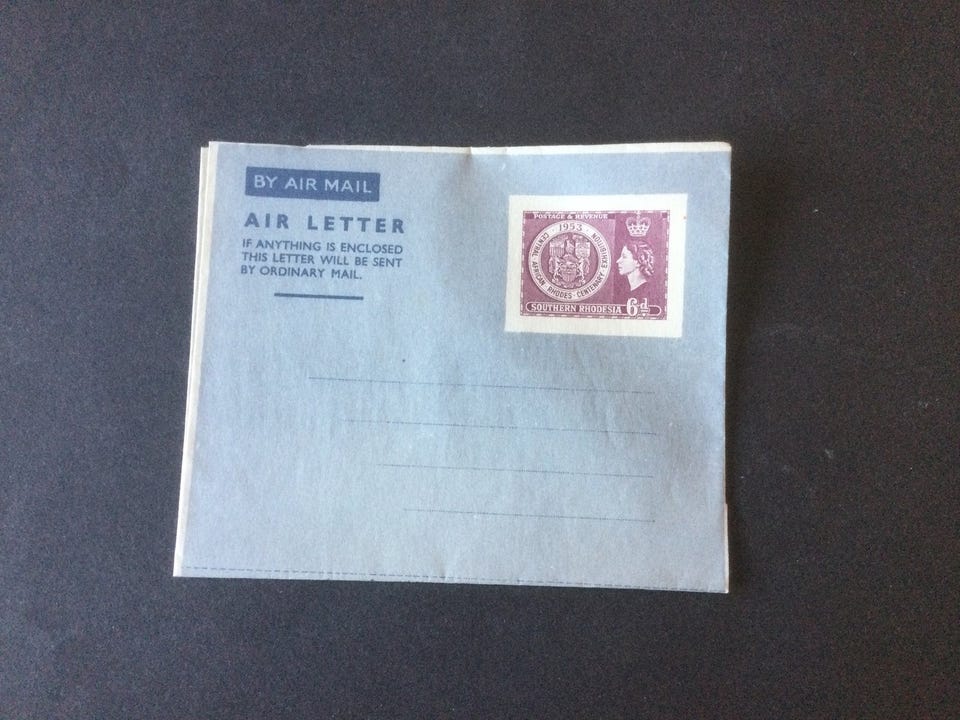 BY AIR MAIL
AIR LETTER
IF ANYTHING IS ENCLOSED
THIS LETTER WILL BE SENT
BY ORDINARY MAIL.
POSTAGE & REVENUE
1953
CENTRAL AFRICAN RHODES · CENTENARY EXHIBITION
SOUTHERN RHODESIA 6d